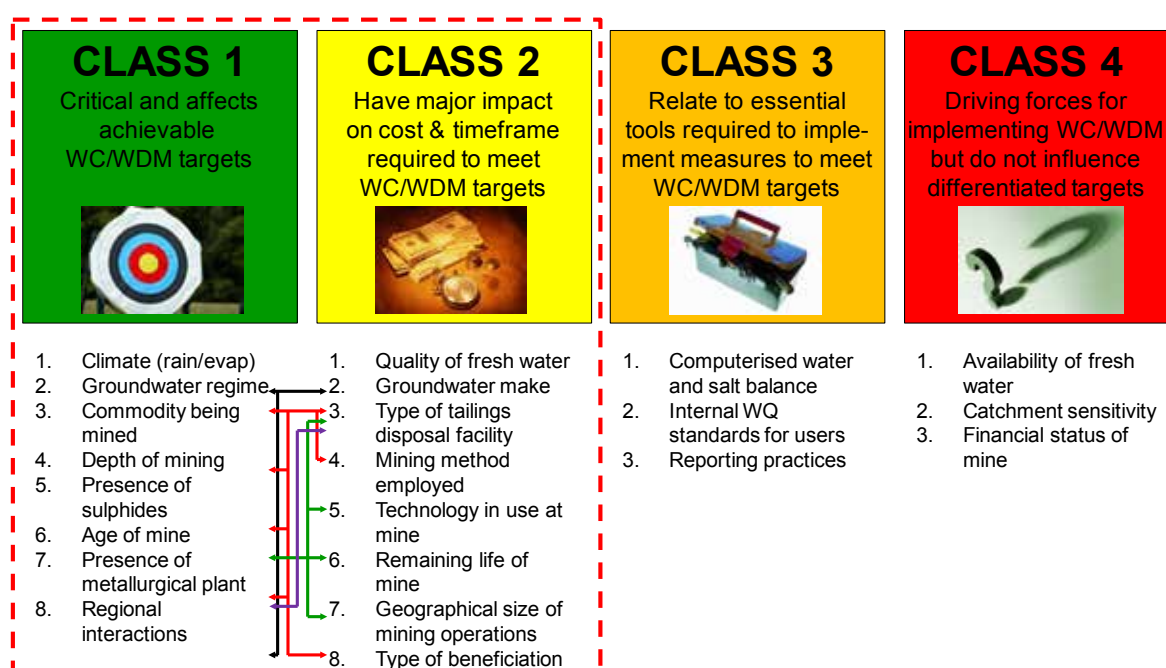 CLASS 1
Critical and affects
achievable
WC/WDM targets
CLASS 2
Have major impact
on cost & timeframe
required to meet
WC/WDM targets
CLASS 3
Relate to essential
tools required to imple-
ment measures to meet
WC/WDM targets
CLASS 4
Driving forces for
implementing WC/WDM
but do not influence
differentiated targets
1. Climate (rain/evap)
2. Groundwater regime
3. Commodity being
mined
4. Depth of mining
5. Presence of
sulphides
6. Age of mine
7. Presence of
metallurgical plant
8. Regional
interactions
1. Quality of fresh water
2. Groundwater make
3. Type of tailings
disposal facility
4. Mining method
employed
5. Technology in use at
mine
6. Remaining life of
mine
7. Geographical size of
mining operations
8. Type of beneficiation
1. Computerised water
and salt balance
2. Internal WQ
standards for users
3. Reporting practices
1. Availability of fresh
water
2. Catchment sensitivity
3. Financial status of
mine